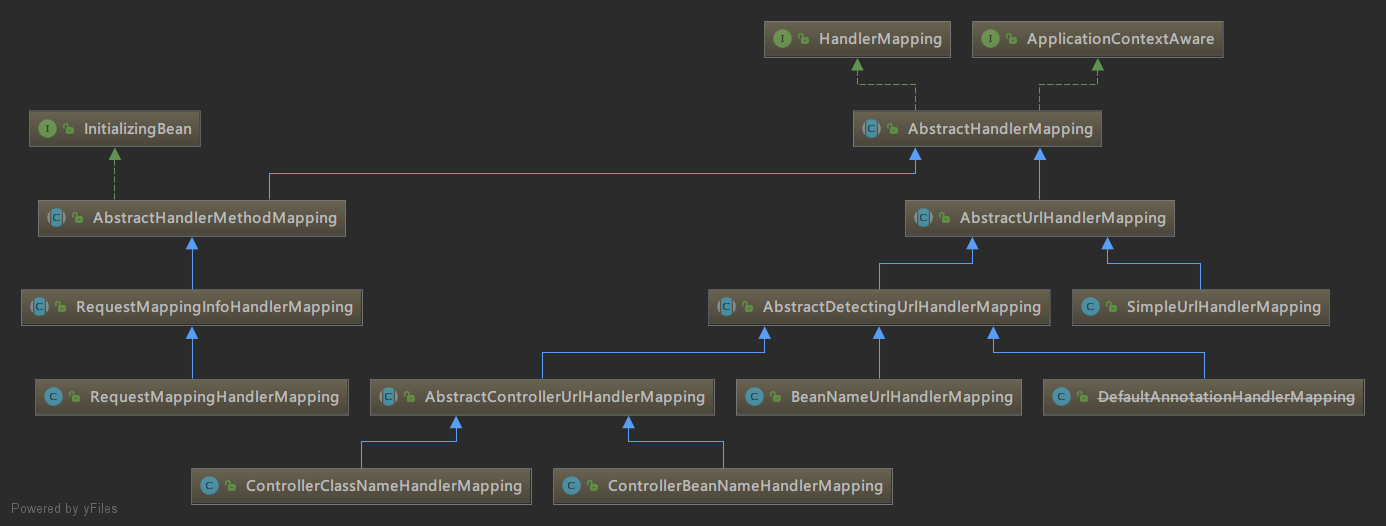 HandlerMapping
ApplicationContextAware
InitializingBean
AbstractHandlerMapping
AbstractHandlerMethodMapping
AbstractUrlHandlerMapping
RequestMappingInfoHandlerMapping
AbstractDetectingUrlHandlerMapping
SimpleUrlHandlerMapping
RequestMappingHandlerMapping
AbstractControllerUrlHandlerMapping
BeanNameUrlHandlerMapping
DefaultAnnotationHandlerMapping
ControllerClassNameHandlerMapping
ControllerBeanNameHandlerMapping
Powered by yFiles